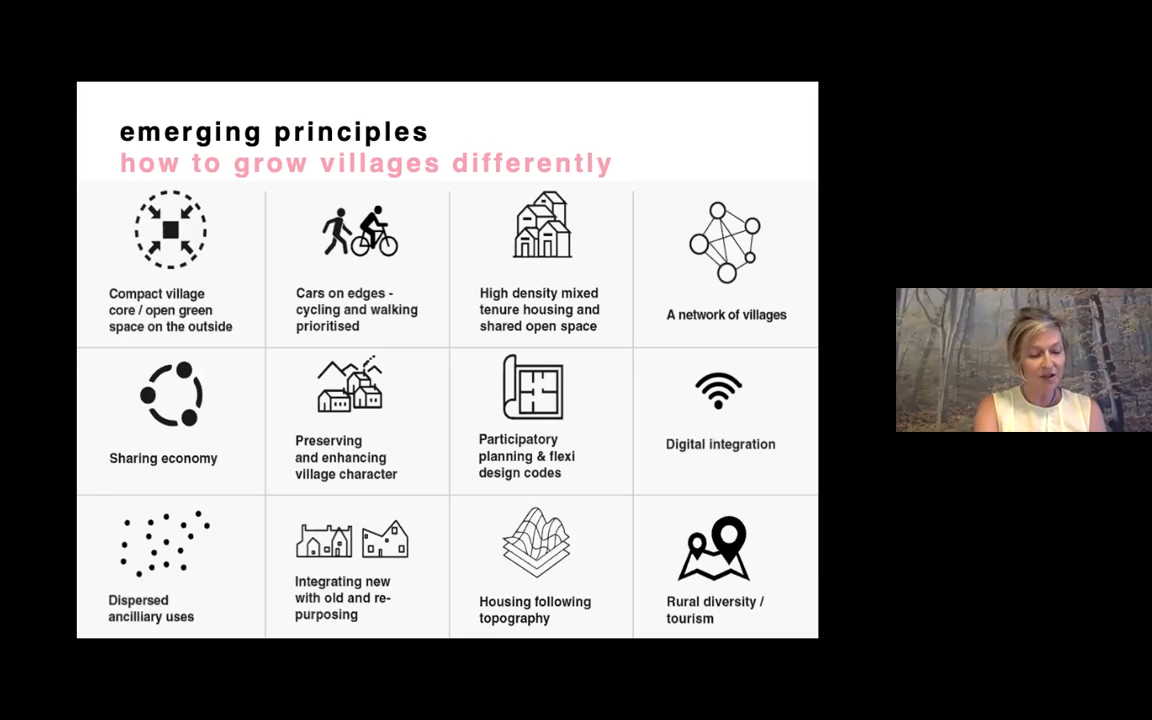 emerging principles
how to grow villages differently
Compact village
core / open green
space on the outside
Cars on edges -
cycling and walking
prioritised
High density mixed
tenure housing and
shared open space
A network of villages
Sharing economy
Preserving
and enhancing
village character
Participatory
planning & flexi
design codes
Digital integration
Dispersed
ancilliary uses
Integrating new
with old and re-
purposing
Housing following
topography
Rural diversity /
tourism